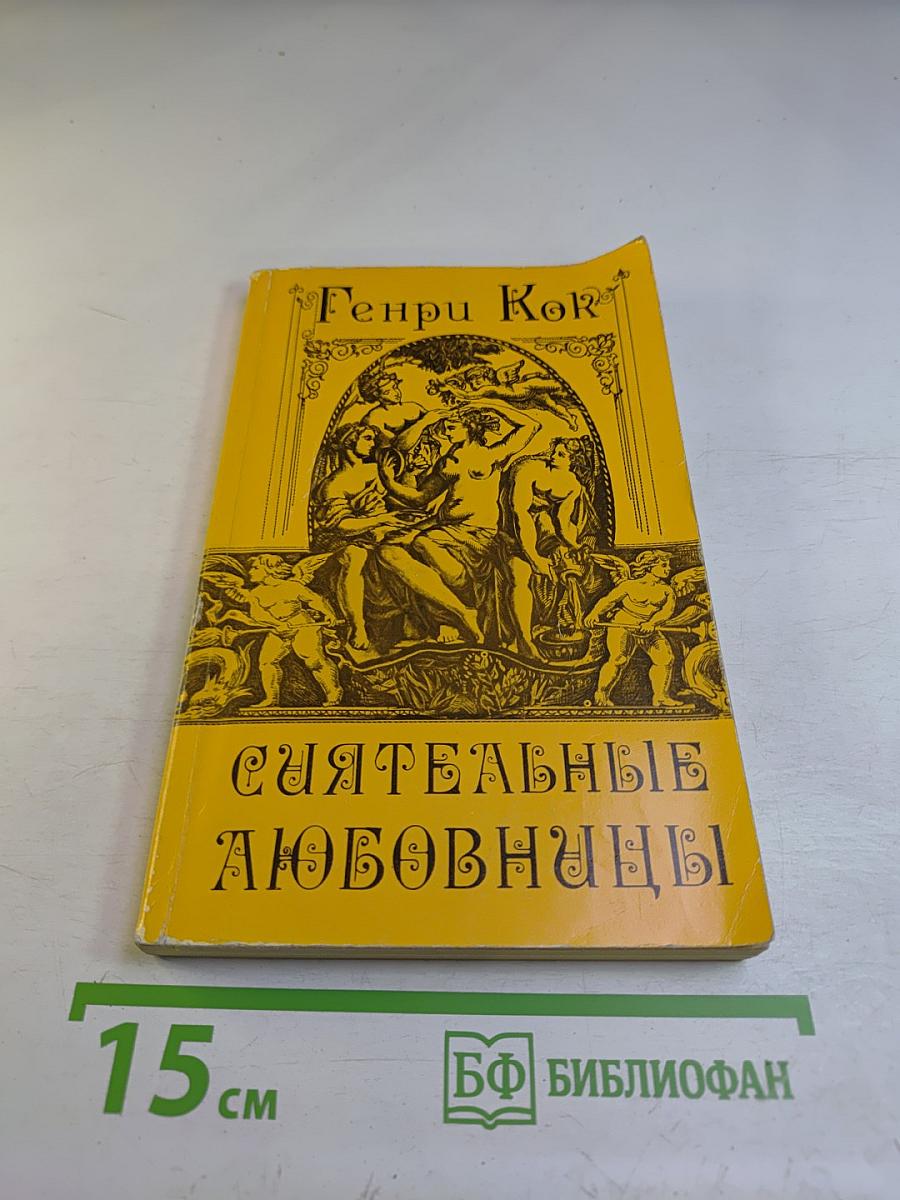 Генри Кок
СИЯТЕЛЬНЫЕ
ЛЮБОВНИЦЫ
15 см
БФ БИБЛИОФАН